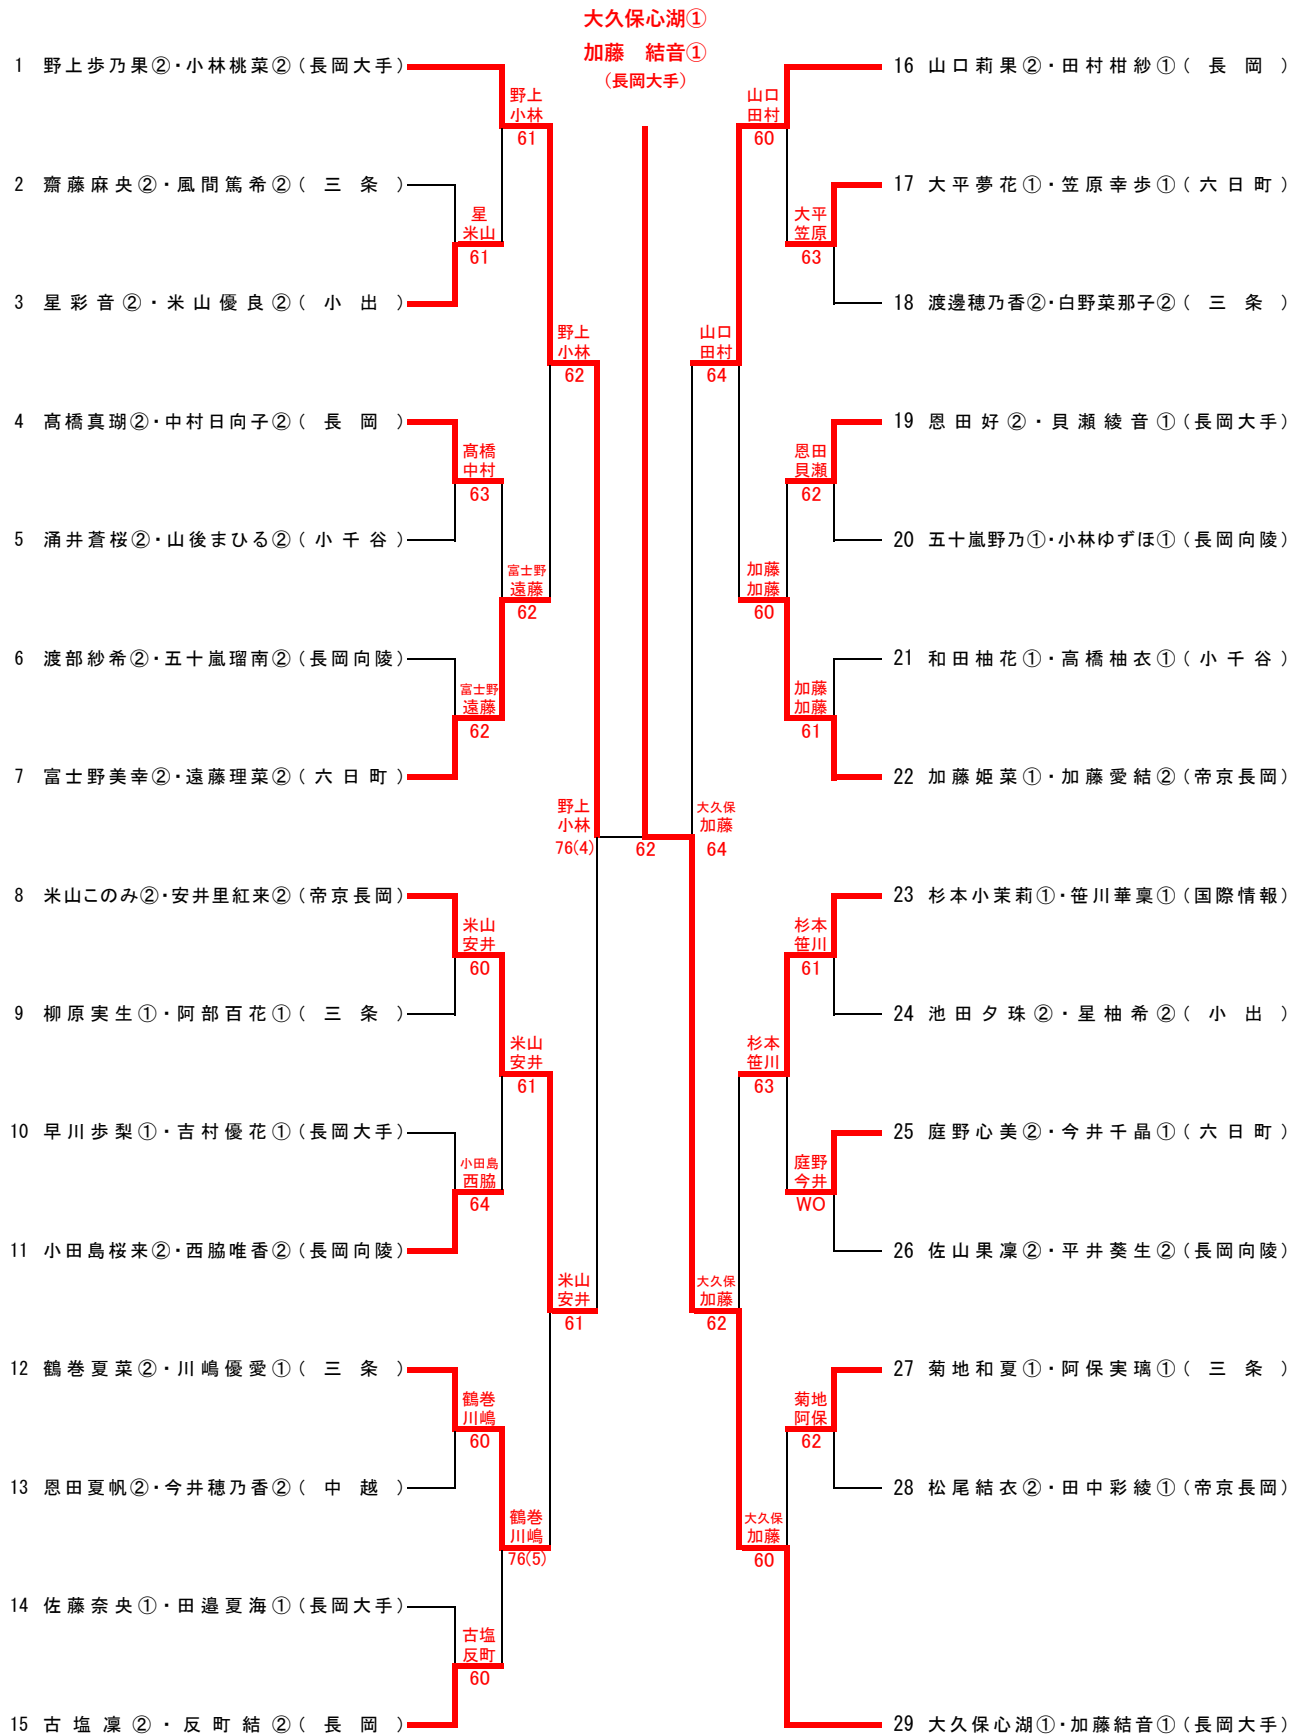 大久保心湖①
加藤　結音①
(長岡大手)
1 野上歩乃果②・小林桃菜②(長岡大手)
野上
小林
61
2 齋藤麻央②・風間篤希②(三条)
星
米山
61
3 星彩音②・米山優良②(小出)
野上
小林
62
4 髙橋真瑚②・中村日向子②(長岡)
髙橋
中村
63
5 涌井蒼桜②・山後まひる②(小千谷)
富士野
遠藤
62
6 渡部紗希②・五十嵐瑠南②(長岡向陵)
富士野
遠藤
62
7 富士野美幸②・遠藤理菜②(六日町)
野上
小林
76(4)
8 米山このみ②・安井里紅来②(帝京長岡)
米山
安井
60
9 柳原実生①・阿部百花①(三条)
米山
安井
61
10 早川歩梨①・吉村優花①(長岡大手)
小田島
西脇
64
11 小田島桜来②・西脇唯香②(長岡向陵)
米山
安井
61
12 鶴巻夏菜②・川嶋優愛①(三条)
鶴巻
川嶋
60
13 恩田夏帆②・今井穂乃香②(中越)
鶴巻
川嶋
76(5)
14 佐藤奈央①・田邉夏海①(長岡大手)
古塩
反町
60
15 古塩凜②・反町結②(長岡)
62
16 山口莉果②・田村柑紗①(長岡)
山口
田村
60
17 大平夢花①・笠原幸歩①(六日町)
大平
笠原
63
18 渡邊穂乃香②・白野菜那子②(三条)
山口
田村
64
19 恩田好②・貝瀬綾音①(長岡大手)
恩田
貝瀬
62
20 五十嵐野乃①・小林ゆずほ①(長岡向陵)
加藤
加藤
60
21 和田柚花①・高橋柚衣①(小千谷)
加藤
加藤
61
22 加藤姫菜①・加藤愛結②(帝京長岡)
大久保
加藤
64
23 杉本小茉莉①・笹川華稟①(国際情報)
杉本
笹川
61
24 池田夕珠②・星柚希②(小出)
杉本
笹川
63
25 庭野心美②・今井千晶①(六日町)
庭野
今井
WO
26 佐山果凜②・平井葵生②(長岡向陵)
大久保
加藤
62
27 菊地和夏①・阿保実璃①(三条)
菊地
阿保
62
28 松尾結衣②・田中彩綾①(帝京長岡)
大久保
加藤
60
29 大久保心湖①・加藤結音①(長岡大手)